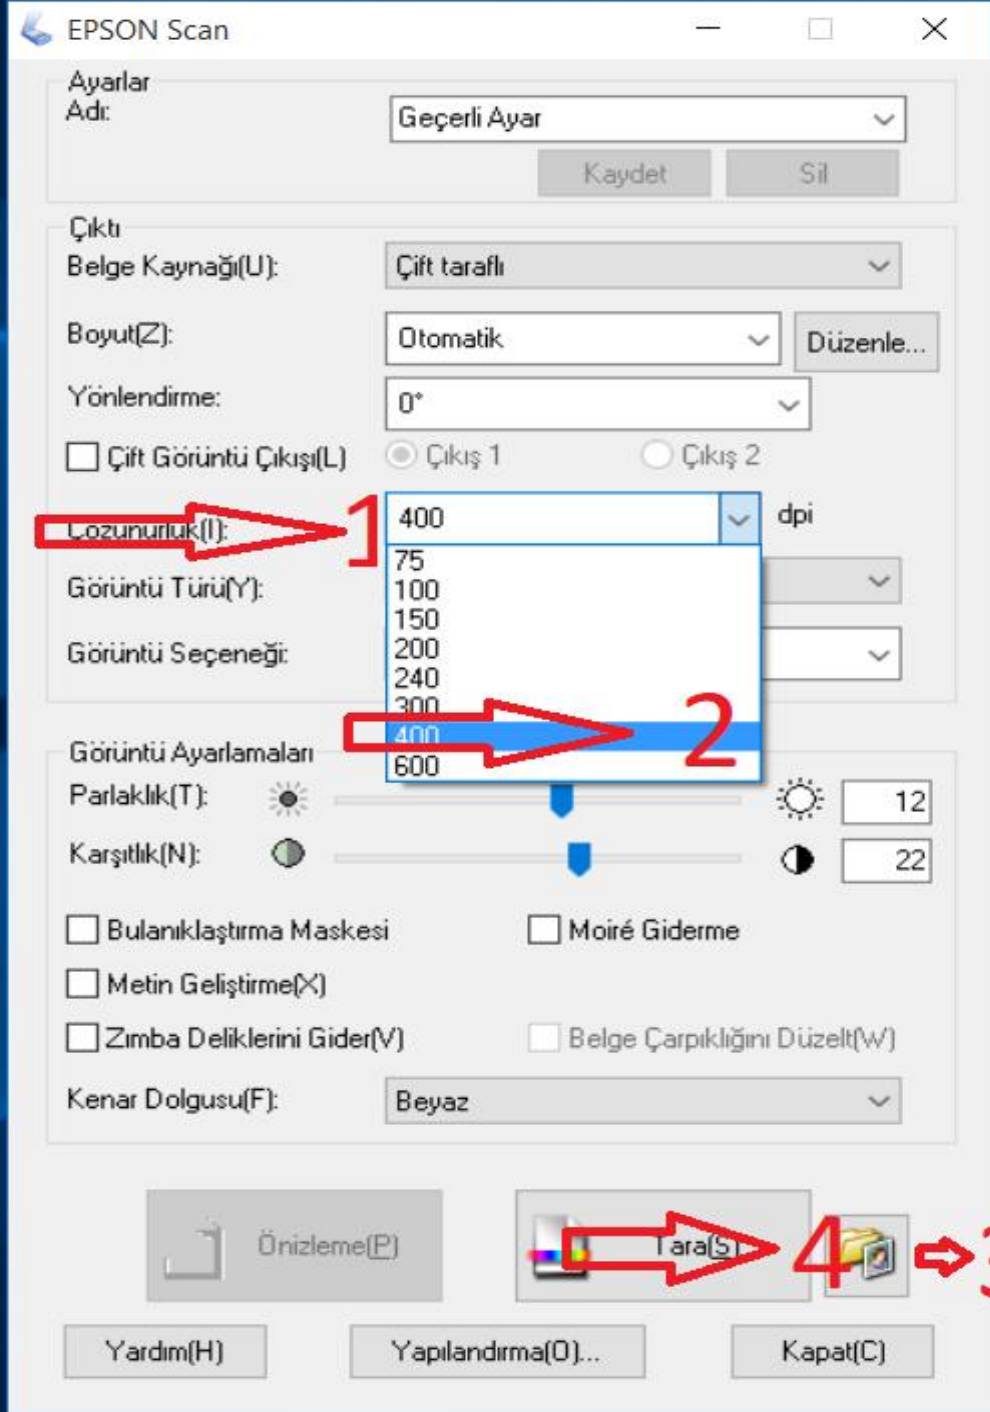 EPSON Scan
Ayarlar
Adı:
Geçerli Ayar
Kaydet
Sil
Çıktı
Belge Kaynağı(U):
Çift taraflı
Boyut(Z):
Otomatik
Düzenle...
Yönlendirme:
0°
Çift Görüntü Çıkışı(L)
Çıkış 1
Çıkış 2
Çözünürlük(I):
1
400
dpi
75
100
150
200
240
300
400
2
600
Görüntü Türü(Y):
Görüntü Seçeneği:
Görüntü Ayarlamaları
Parlaklık(T):
12
Karşıtlık(N):
22
Bulanıklaştırma Maskesi
Moiré Giderme
Metin Geliştirme(X)
Zımba Deliklerini Gider(V)
Belge Çarpıklığını Düzelt(W)
Kenar Dolgusu(F):
Beyaz
Önizleme(P)
Tara(S)
4
3
Yardım(H)
Yapılandırma(O)...
Kapat(C)